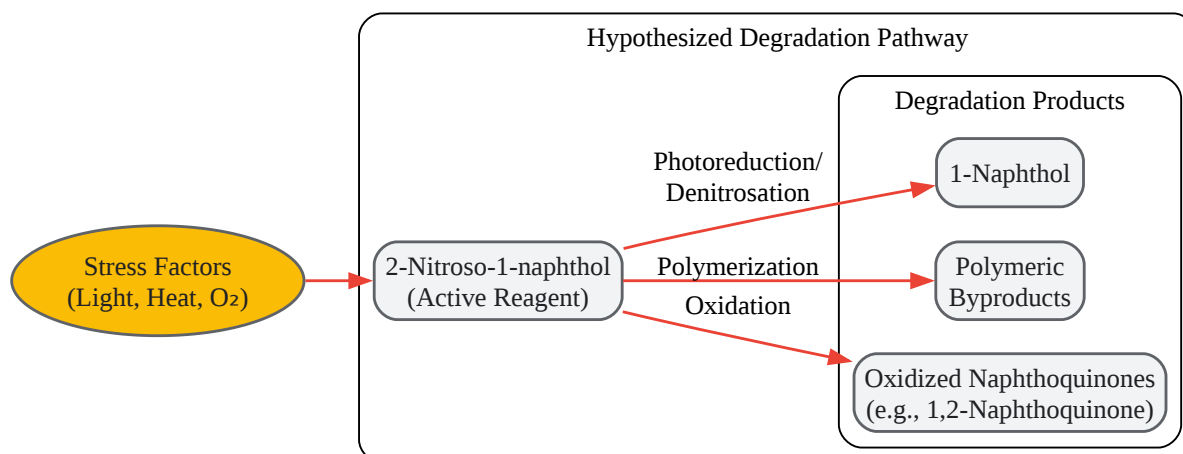 Hypothesized Degradation Pathway
Degradation Products
Photoreduction/
Denitrosation
1-Naphthol
Stress Factors
(Light, Heat, O₂)
2-Nitroso-1-naphthol
(Active Reagent)
Polymerization
Polymeric
Byproducts
Oxidation
Oxidized Naphthoquinones
(e.g., 1,2-Naphthoquinone)